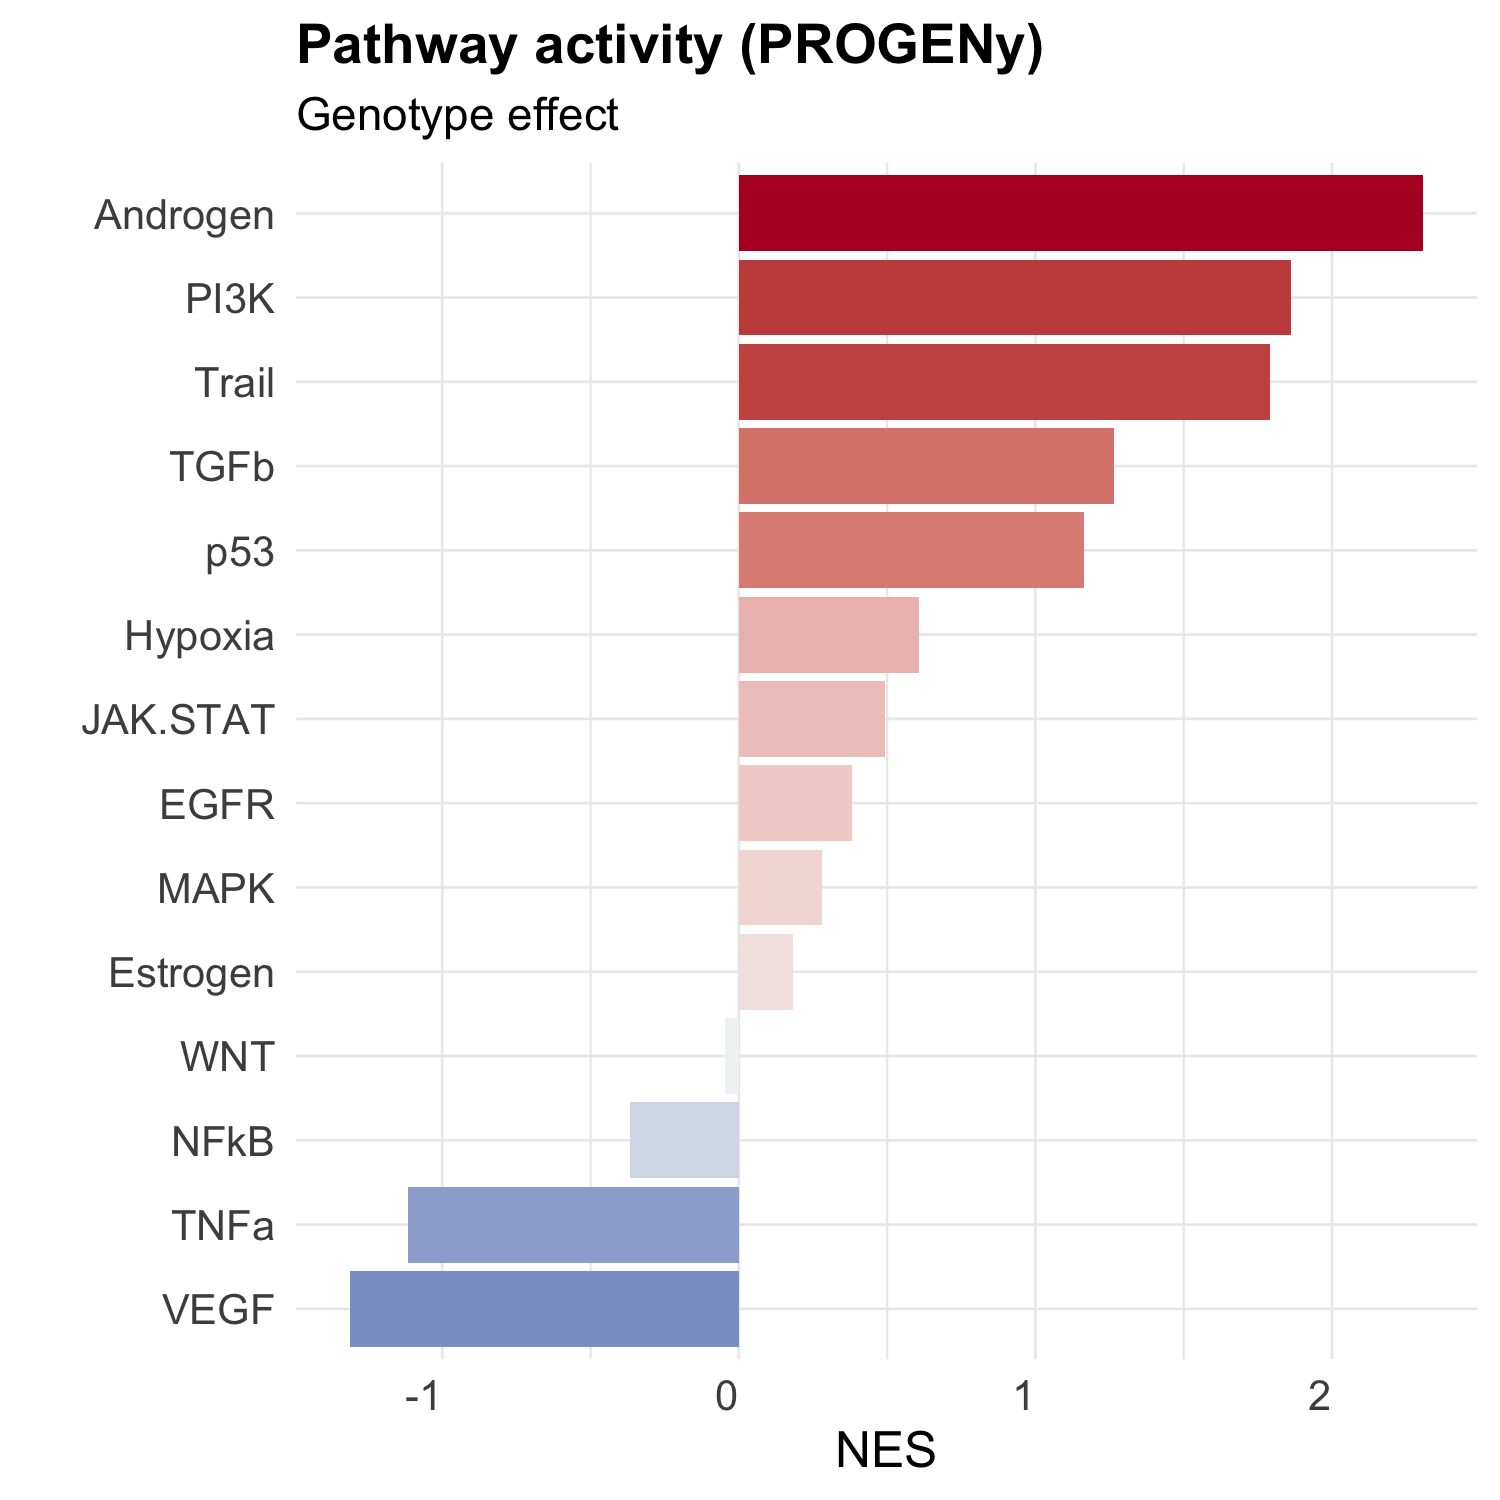 Pathway activity (PROGENy)
Genotype effect
Androgen
PI3K
Trail
TGFb
p53
Hypoxia
JAK.STAT
EGFR
MAPK
Estrogen
WNT
NFkB
TNFa
VEGF
-1 0 1 2
NES